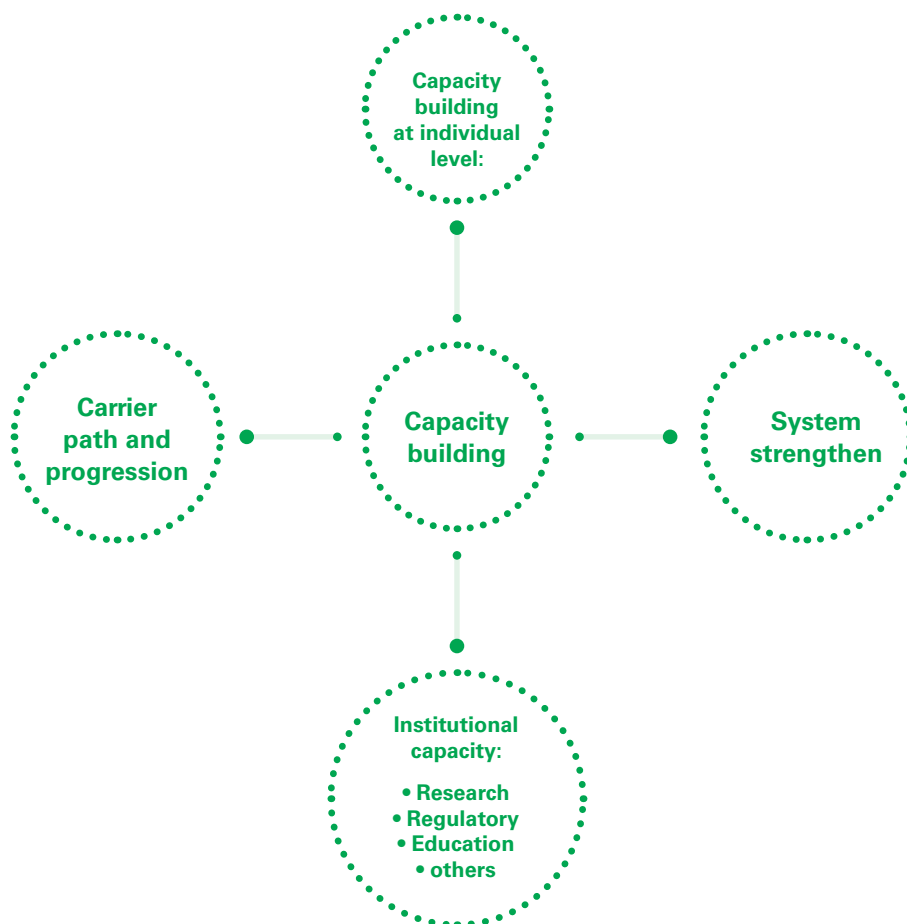 Capacity
building
at individual
level:
Carrier
path and
progression
Capacity
building
System
strengthen
Institutional
capacity:
• Research
• Regulatory
• Education
• others